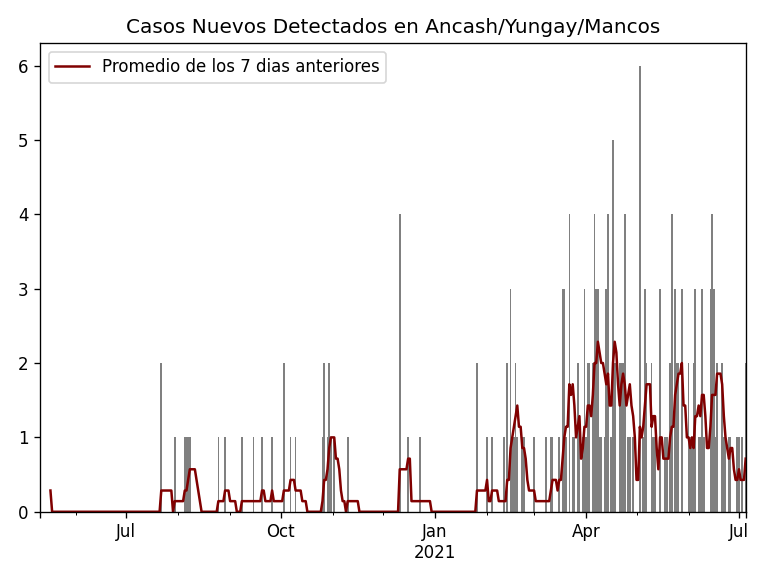 Casos Nuevos Detectados en Ancash/Yungay/Mancos
Promedio de los 7 dias anteriores
6
5
4
3
2
1
0
Jul
Oct
Jan
2021
Apr
Jul